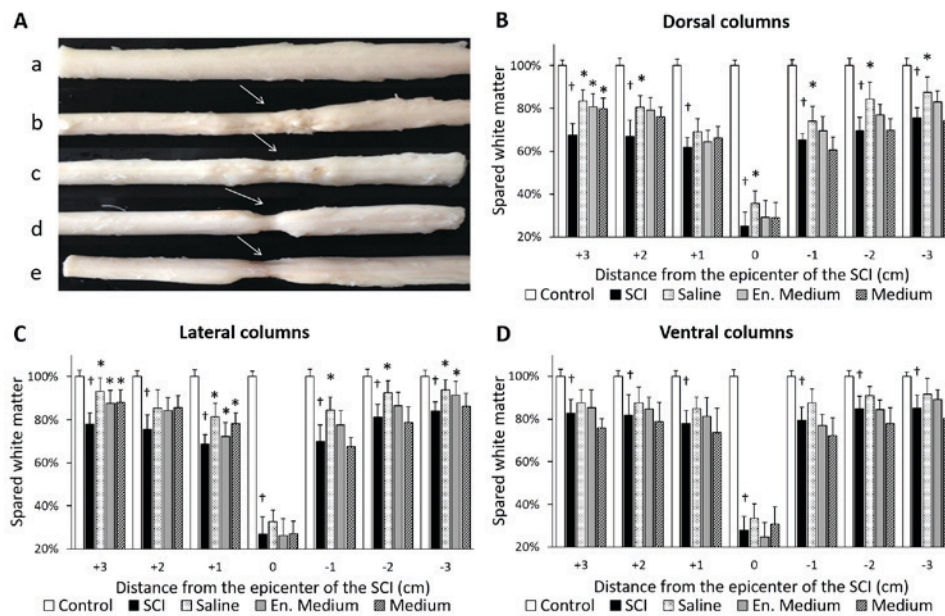 A
a
b
c
d
e
B Dorsal columns
Spared white matter
100%
80%
60%
40%
20%
† * * *
† *
†
† *
† *
† *
† *
+3 +2 +1 0 -1 -2 -3
Distance from the epicenter of the SCI (cm)
Control SCI Saline En. Medium Medium
C Lateral columns
Spared white matter
100%
80%
60%
40%
20%
† * * *
†
† * * *
†
† *
† *
† * *
+3 +2 +1 0 -1 -2 -3
Distance from the epicenter of the SCI (cm)
Control SCI Saline En. Medium Medium
D Ventral columns
Spared white matter
100%
80%
60%
40%
20%
† † † † † † †
+3 +2 +1 0 -1 -2 -3
Distance from the epicenter of the SCI (cm)
Control SCI Saline En. Medium Medium